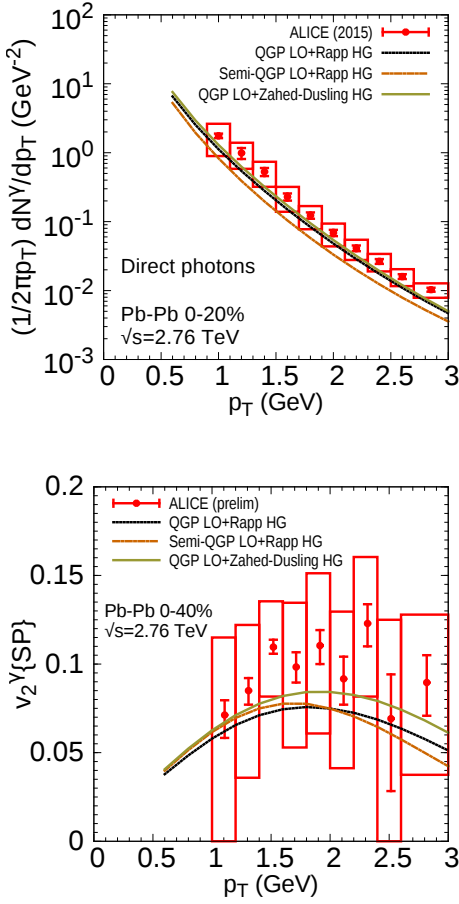 ALICE (2015)
QGP LO+Rapp HG
Semi-QGP LO+Rapp HG
QGP LO+Zahed-Dusling HG
(1/2πp_T) dN^γ/dp_T (GeV^-2)
10^2
10^1
10^0
10^-1
10^-2
10^-3
Direct photons
Pb-Pb 0-20%
√s=2.76 TeV
0 0.5 1 1.5 2 2.5 3
p_T (GeV)
ALICE (prelim)
QGP LO+Rapp HG
Semi-QGP LO+Rapp HG
QGP LO+Zahed-Dusling HG
v_2^γ{SP}
0.2
0.15
0.1
0.05
0
Pb-Pb 0-40%
√s=2.76 TeV
0 0.5 1 1.5 2 2.5 3
p_T (GeV)